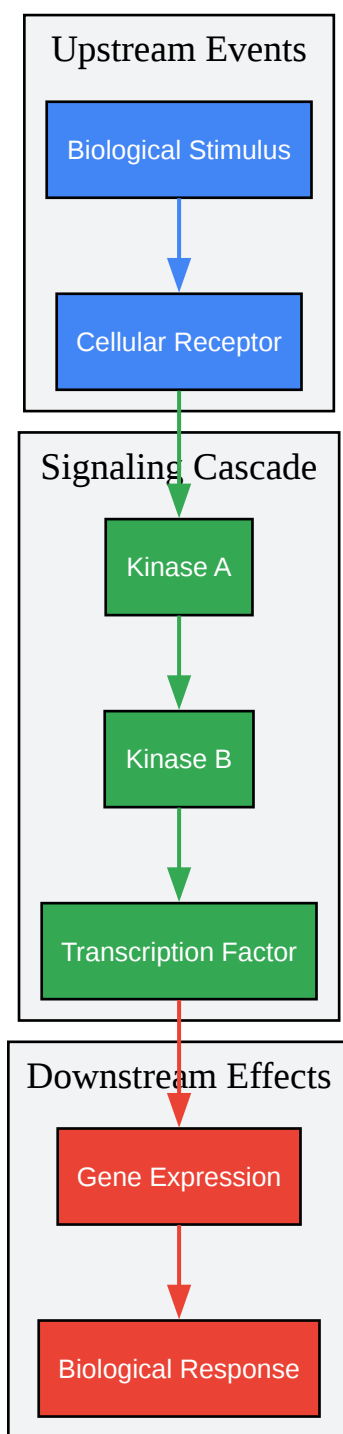 Upstream Events
Biological Stimulus
Cellular Receptor
Signaling Cascade
Kinase A
Kinase B
Transcription Factor
Downstream Effects
Gene Expression
Biological Response